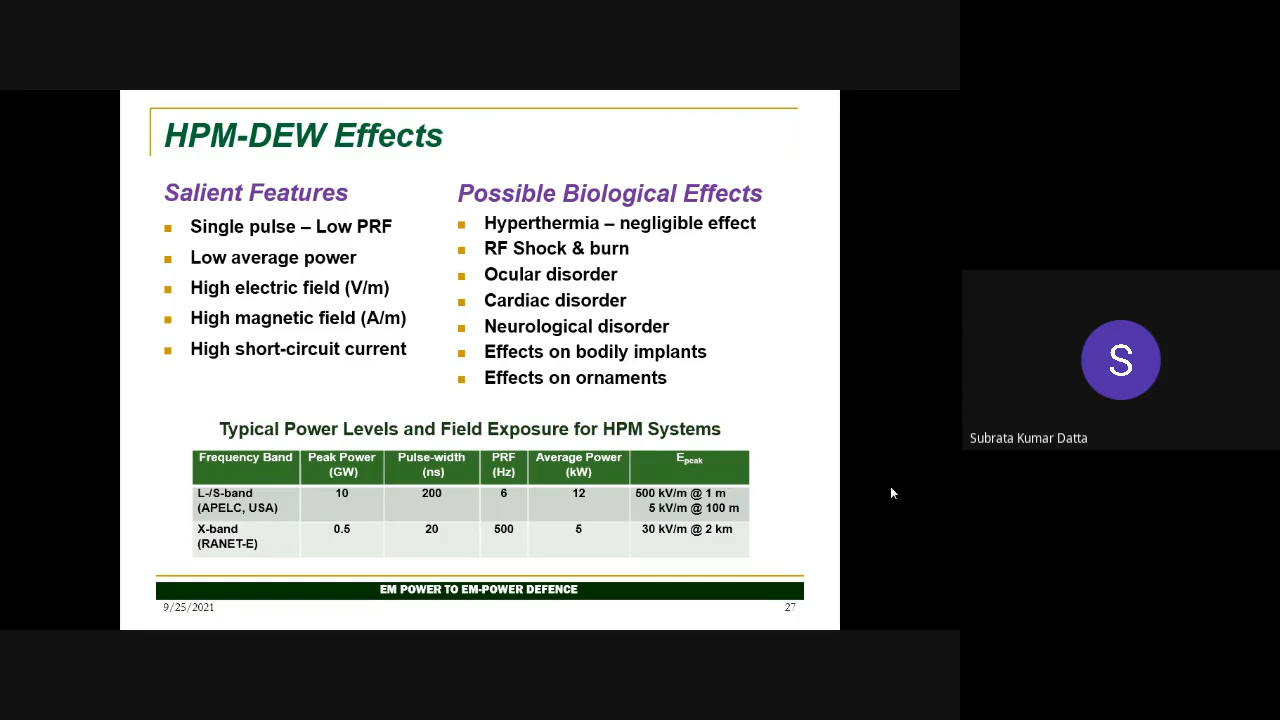 HPM-DEW Effects
Salient Features
Single pulse – Low PRF
Low average power
High electric field (V/m)
High magnetic field (A/m)
High short-circuit current
Possible Biological Effects
Hyperthermia – negligible effect
RF Shock & burn
Ocular disorder
Cardiac disorder
Neurological disorder
Effects on bodily implants
Effects on ornaments
Typical Power Levels and Field Exposure for HPM Systems
Frequency Band Peak Power (GW) Pulse-width (ns) PRF (Hz) Average Power (kW) Epeak
L-/S-band (APELC, USA) 10 200 6 12 500 kV/m @ 1 m 5 kV/m @ 100 m
X-band (RANET-E) 0.5 20 500 5 30 kV/m @ 2 km
EM POWER TO EM-POWER DEFENCE
9/25/2021 27
S
Subrata Kumar Datta